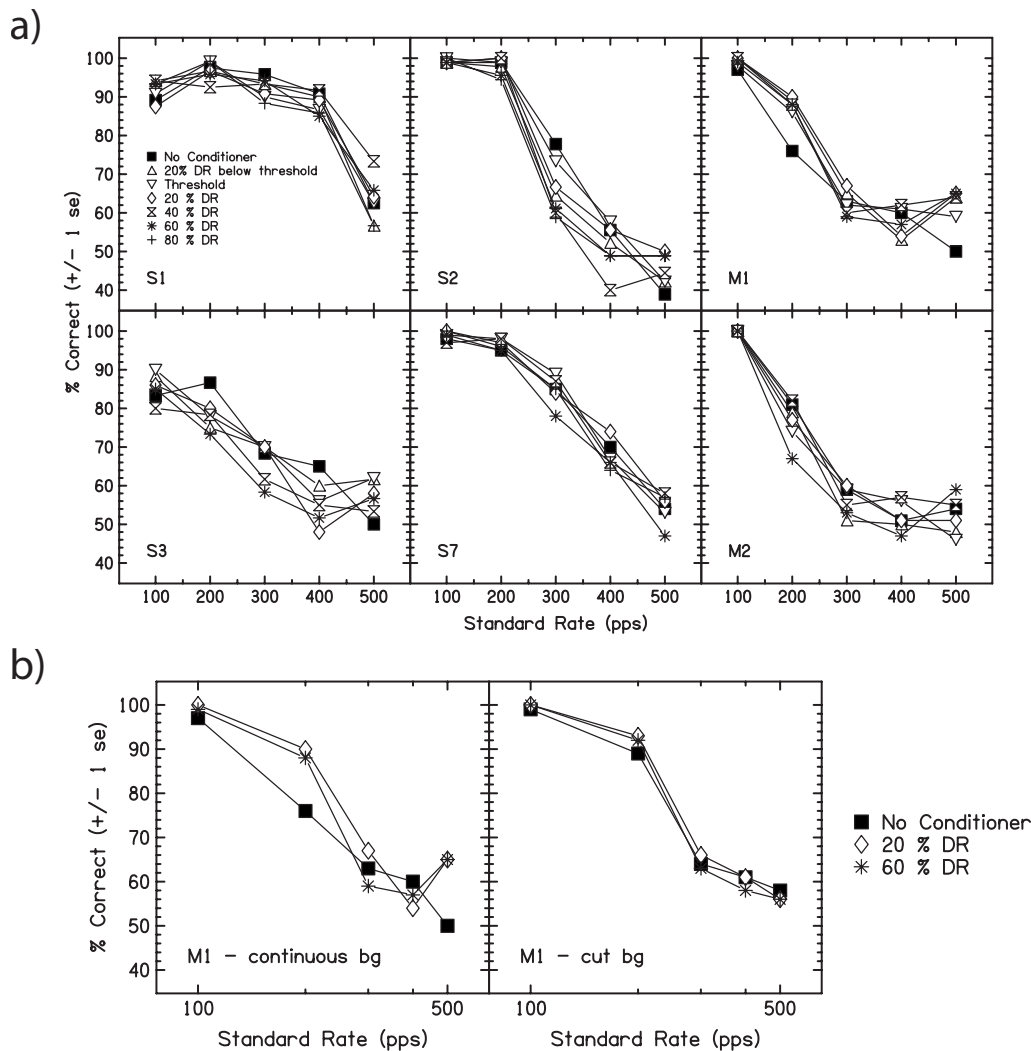 a)
% Correct (+/- 1 se)
100
90
80
70
60
50
40
■ No Conditioner
△ 20% DR below threshold
▽ Threshold
◇ 20 % DR
⧖ 40 % DR
✳ 60 % DR
+ 80 % DR
S1
S2
M1
100
90
80
70
60
50
40
S3
S7
M2
100 200 300 400 500 100 200 300 400 500 100 200 300 400 500
Standard Rate (pps)
b)
% Correct (+/- 1 se)
100
90
80
70
60
50
40
M1 - continuous bg
M1 - cut bg
■ No Conditioner
◇ 20 % DR
✳ 60 % DR
100 500 100 500
Standard Rate (pps) Standard Rate (pps)